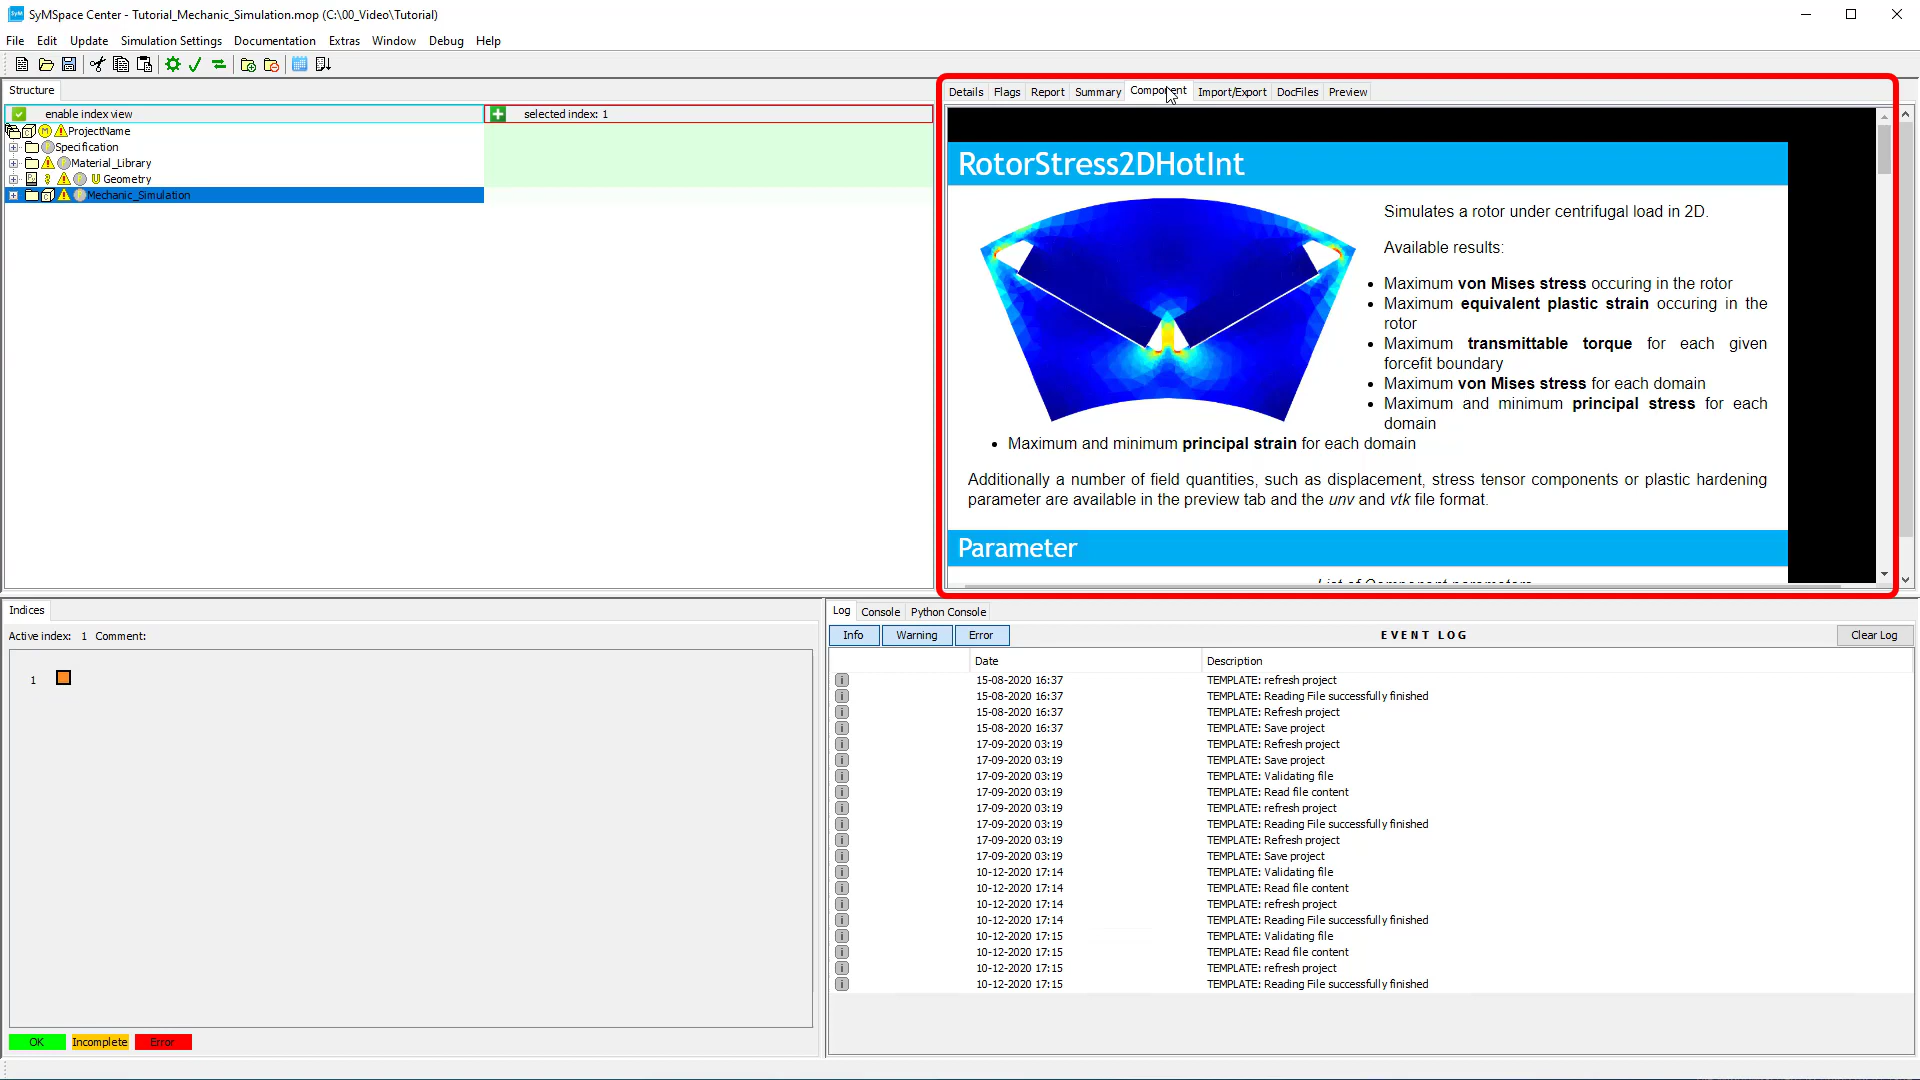 SyMSpace Center - Tutorial_Mechanic_Simulation.mop (C:\00_Video\Tutorial)
File Edit Update Simulation Settings Documentation Extras Window Debug Help
Structure
enable index view
selected index: 1
ProjectName
Specification
Material_Library
Geometry
Mechanic_Simulation
Details Flags Report Summary Component Import/Export DocFiles Preview
RotorStress2DHotInt
Simulates a rotor under centrifugal load in 2D.
Available results:
• Maximum von Mises stress occuring in the rotor
• Maximum equivalent plastic strain occuring in the
rotor
• Maximum transmittable torque for each given
forcefit boundary
• Maximum von Mises stress for each domain
• Maximum and minimum principal stress for each
domain
• Maximum and minimum principal strain for each domain
Additionally a number of field quantities, such as displacement, stress tensor components or plastic hardening
parameter are available in the preview tab and the unv and vtk file format.
Parameter
List of Component parameters
Indices
Active index: 1 Comment:
1
OK Incomplete Error
Log Console Python Console
Info Warning Error EVENT LOG Clear Log
Date Description
15-08-2020 16:37 TEMPLATE: refresh project
15-08-2020 16:37 TEMPLATE: Reading File successfully finished
15-08-2020 16:37 TEMPLATE: Refresh project
15-08-2020 16:37 TEMPLATE: Save project
17-09-2020 03:19 TEMPLATE: Refresh project
17-09-2020 03:19 TEMPLATE: Save project
17-09-2020 03:19 TEMPLATE: Validating file
17-09-2020 03:19 TEMPLATE: Read file content
17-09-2020 03:19 TEMPLATE: refresh project
17-09-2020 03:19 TEMPLATE: Reading File successfully finished
17-09-2020 03:19 TEMPLATE: Refresh project
17-09-2020 03:19 TEMPLATE: Save project
10-12-2020 17:14 TEMPLATE: Validating file
10-12-2020 17:14 TEMPLATE: Read file content
10-12-2020 17:14 TEMPLATE: refresh project
10-12-2020 17:14 TEMPLATE: Reading File successfully finished
10-12-2020 17:15 TEMPLATE: Validating file
10-12-2020 17:15 TEMPLATE: Read file content
10-12-2020 17:15 TEMPLATE: refresh project
10-12-2020 17:15 TEMPLATE: Reading File successfully finished